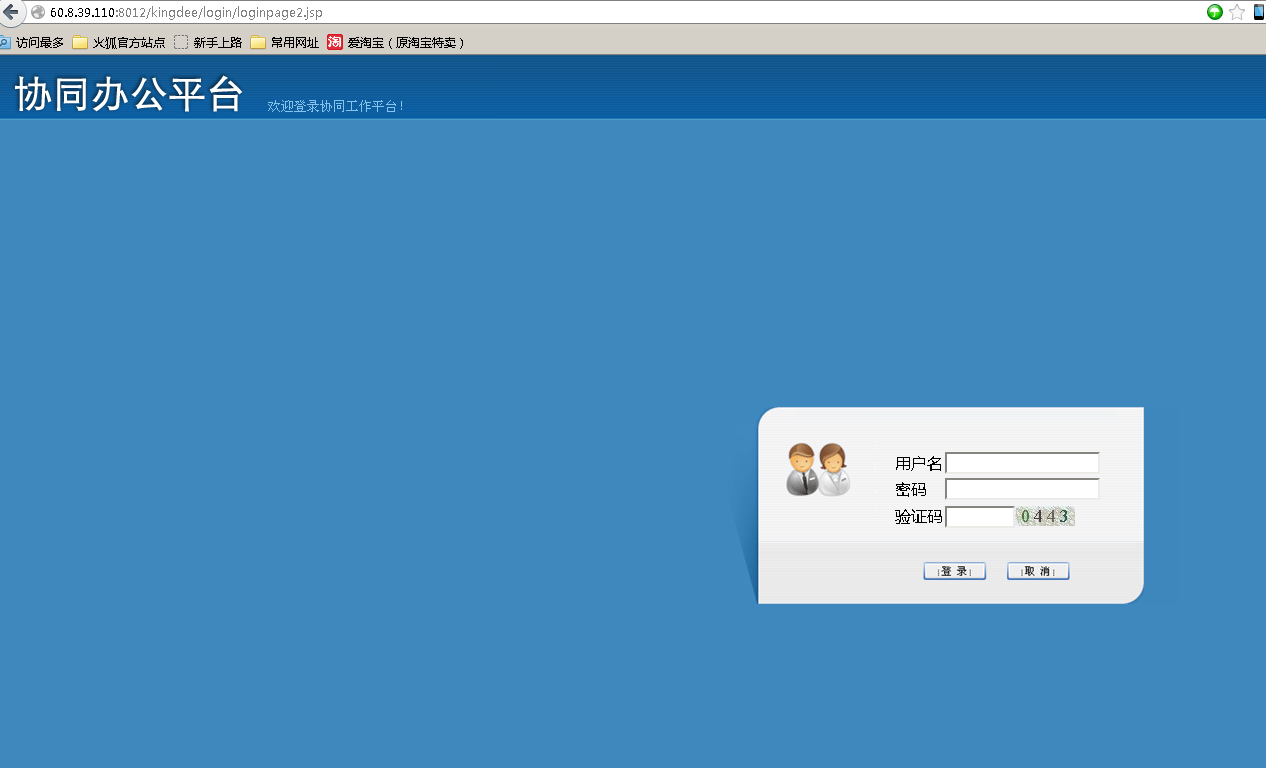 60.8.39.110:8012/kingdee/login/loginpage2.jsp
访问最多 火狐官方站点 新手上路 常用网址 淘 爱淘宝（原淘宝特卖）
协同办公平台 欢迎登录协同工作平台！
用户名
密码
验证码 0443
|登 录| |取 消|